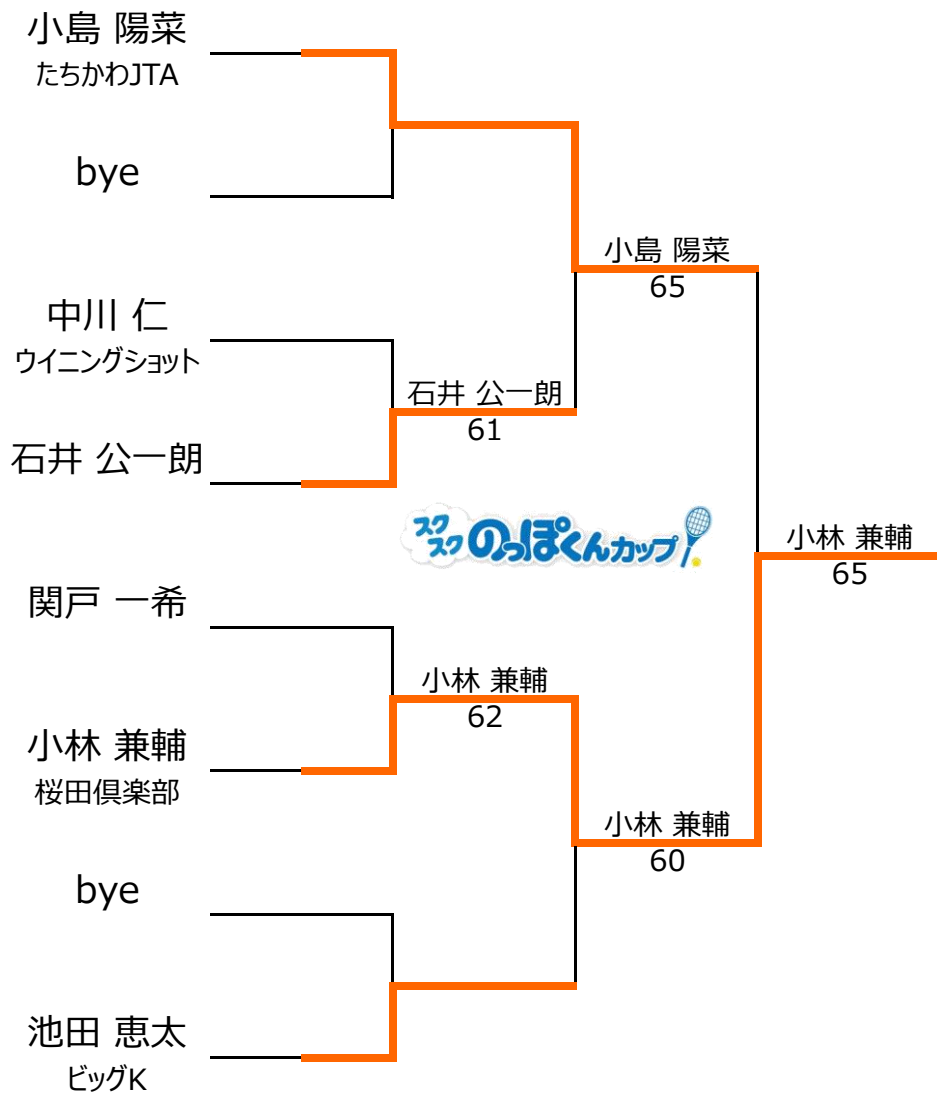 小島 陽菜
たちかわJTA
bye
小島 陽菜
65
中川 仁
ウイニングショット
石井 公一朗
61
石井 公一朗
スクスク
のっぽくんカップ
小林 兼輔
65
関戸 一希
小林 兼輔
62
小林 兼輔
桜田倶楽部
小林 兼輔
60
bye
池田 恵太
ビッグK